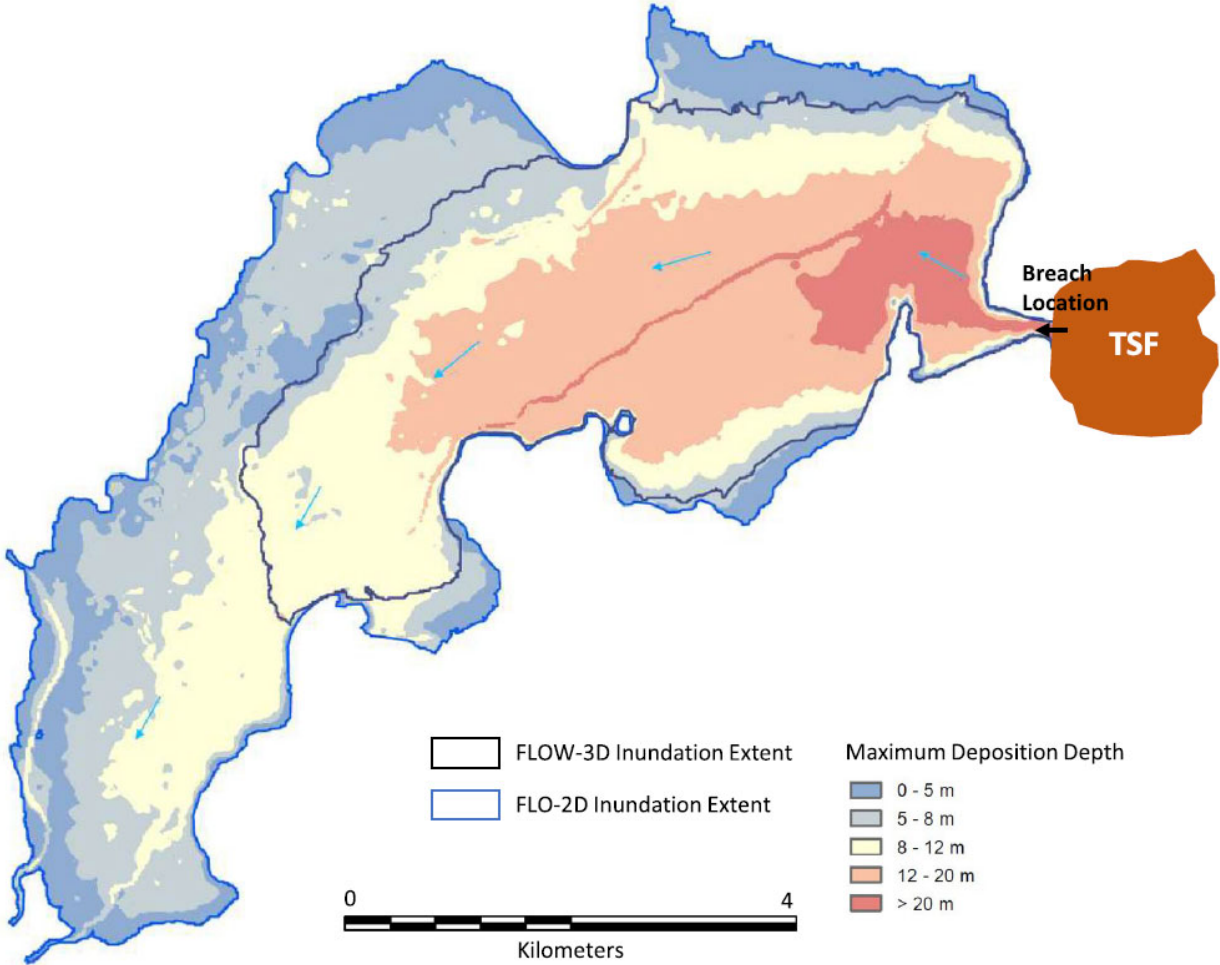 Breach
Location
TSF
FLOW-3D Inundation Extent
FLO-2D Inundation Extent
0 4
Kilometers
Maximum Deposition Depth
0 - 5 m
5 - 8 m
8 - 12 m
12 - 20 m
> 20 m